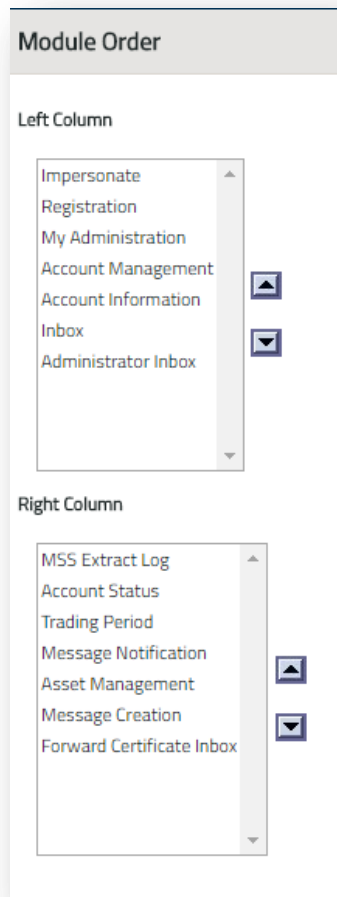 Module Order
Left Column
Impersonate
Registration
My Administration
Account Management
Account Information
Inbox
Administrator Inbox
Right Column
MSS Extract Log
Account Status
Trading Period
Message Notification
Asset Management
Message Creation
Forward Certificate Inbox